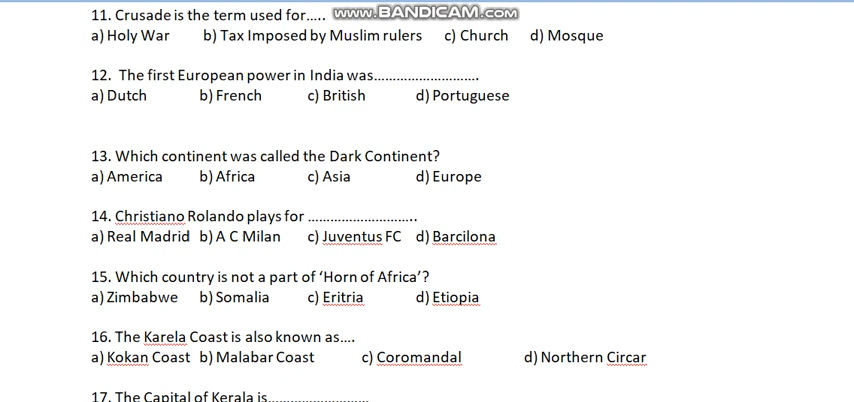 11. Crusade is the term used for.....
www.BANDICAM.com
a) Holy War b) Tax Imposed by Muslim rulers c) Church d) Mosque
12. The first European power in India was............................
a) Dutch b) French c) British d) Portuguese
13. Which continent was called the Dark Continent?
a) America b) Africa c) Asia d) Europe
14. Christiano Rolando plays for .............................
a) Real Madrid b) A C Milan c) Juventus FC d) Barcilona
15. Which country is not a part of ‘Horn of Africa’?
a) Zimbabwe b) Somalia c) Eritria d) Etiopia
16. The Karela Coast is also known as....
a) Kokan Coast b) Malabar Coast c) Coromandal d) Northern Circar
17. The Capital of Kerala is...........................